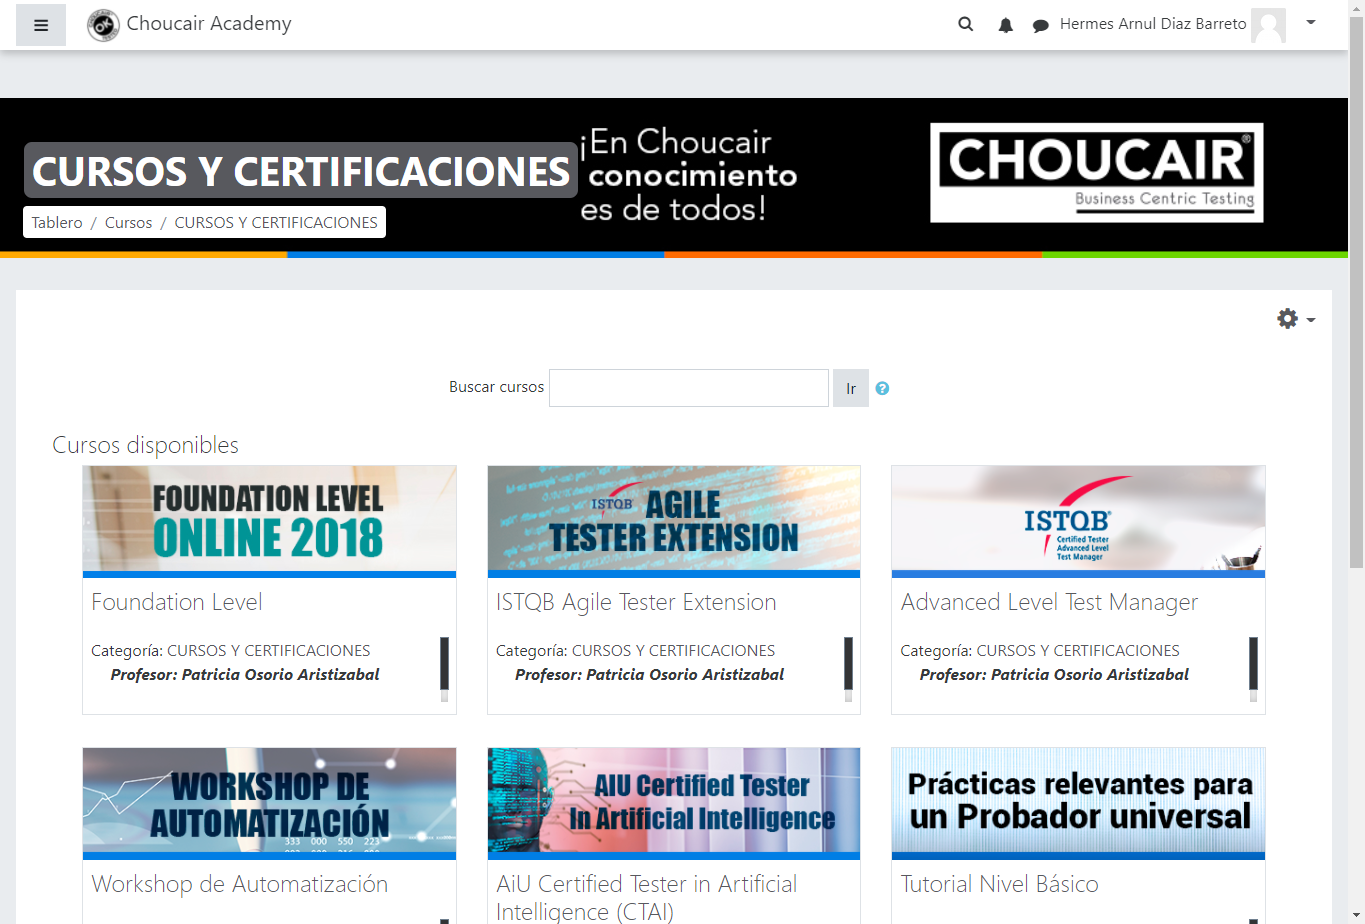 Choucair Academy
Hermes Arnul Diaz Barreto
¡En Choucair
conocimiento
es de todos!
CHOUCAIR®
Business Centric Testing
CURSOS Y CERTIFICACIONES
Tablero / Cursos / CURSOS Y CERTIFICACIONES
Buscar cursos
Ir
Cursos disponibles
FOUNDATION LEVEL
ONLINE 2018
Foundation Level
Categoría: CURSOS Y CERTIFICACIONES
Profesor: Patricia Osorio Aristizabal
ISTQB AGILE
TESTER EXTENSION
ISTQB Agile Tester Extension
Categoría: CURSOS Y CERTIFICACIONES
Profesor: Patricia Osorio Aristizabal
ISTQB®
Certified Tester
Advanced Level
Test Manager
Advanced Level Test Manager
Categoría: CURSOS Y CERTIFICACIONES
Profesor: Patricia Osorio Aristizabal
WORKSHOP DE
AUTOMATIZACIÓN
333 000 550 223
Workshop de Automatización
AiU Certified Tester
In Artificial Intelligence
AiU Certified Tester in Artificial
Intelligence (CTAI)
Prácticas relevantes para
un Probador universal
Tutorial Nivel Básico